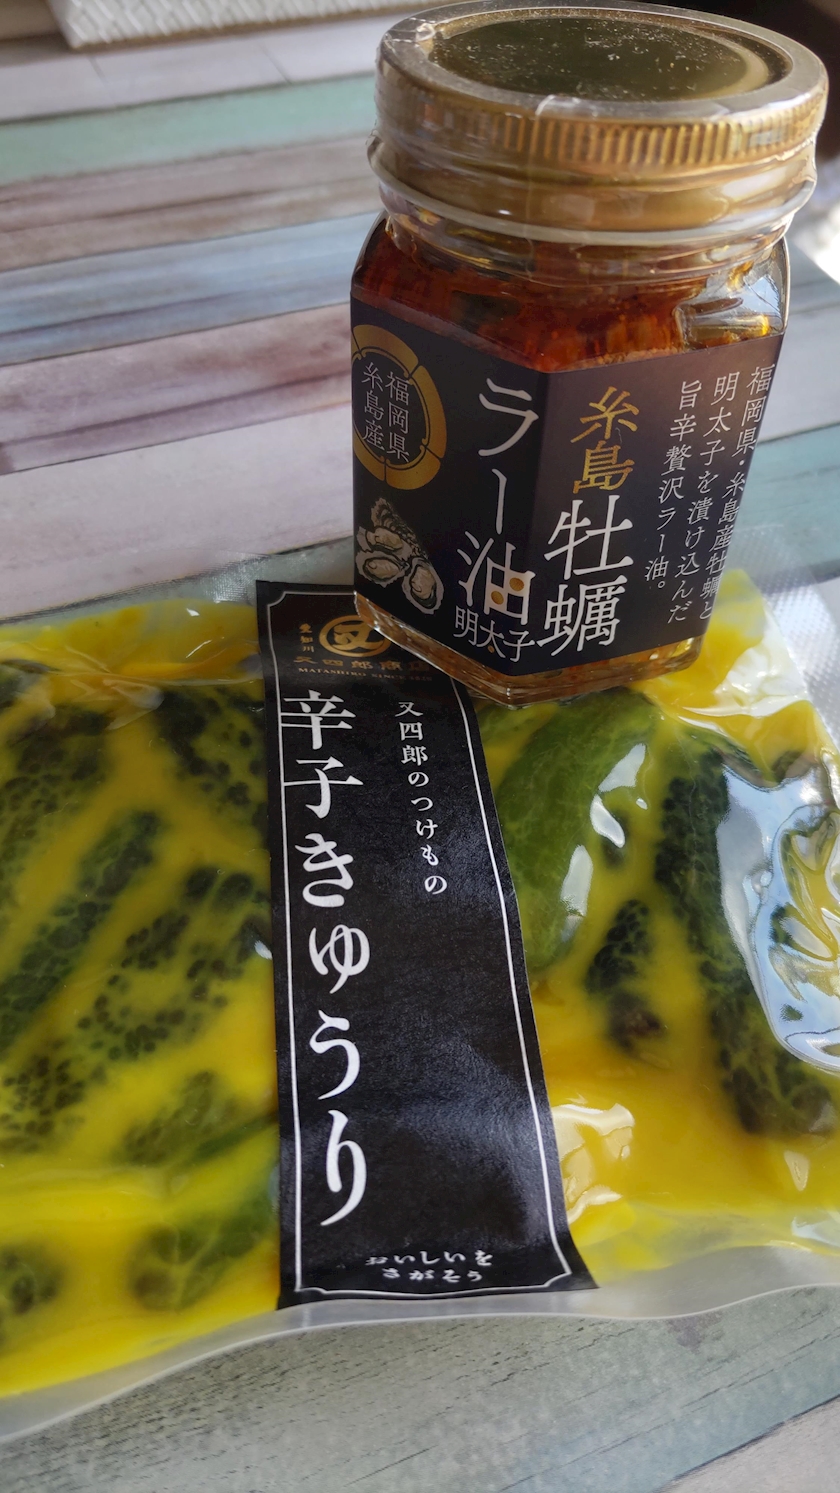 福岡県
糸島産
福岡県・糸島産牡蠣と
明太子を漬け込んだ
旨辛贅沢ラー油。
糸島牡蠣
ラー油
明太子
又四郎商店
又四郎のつけもの
辛子きゅうり
おいしいを
さがそう